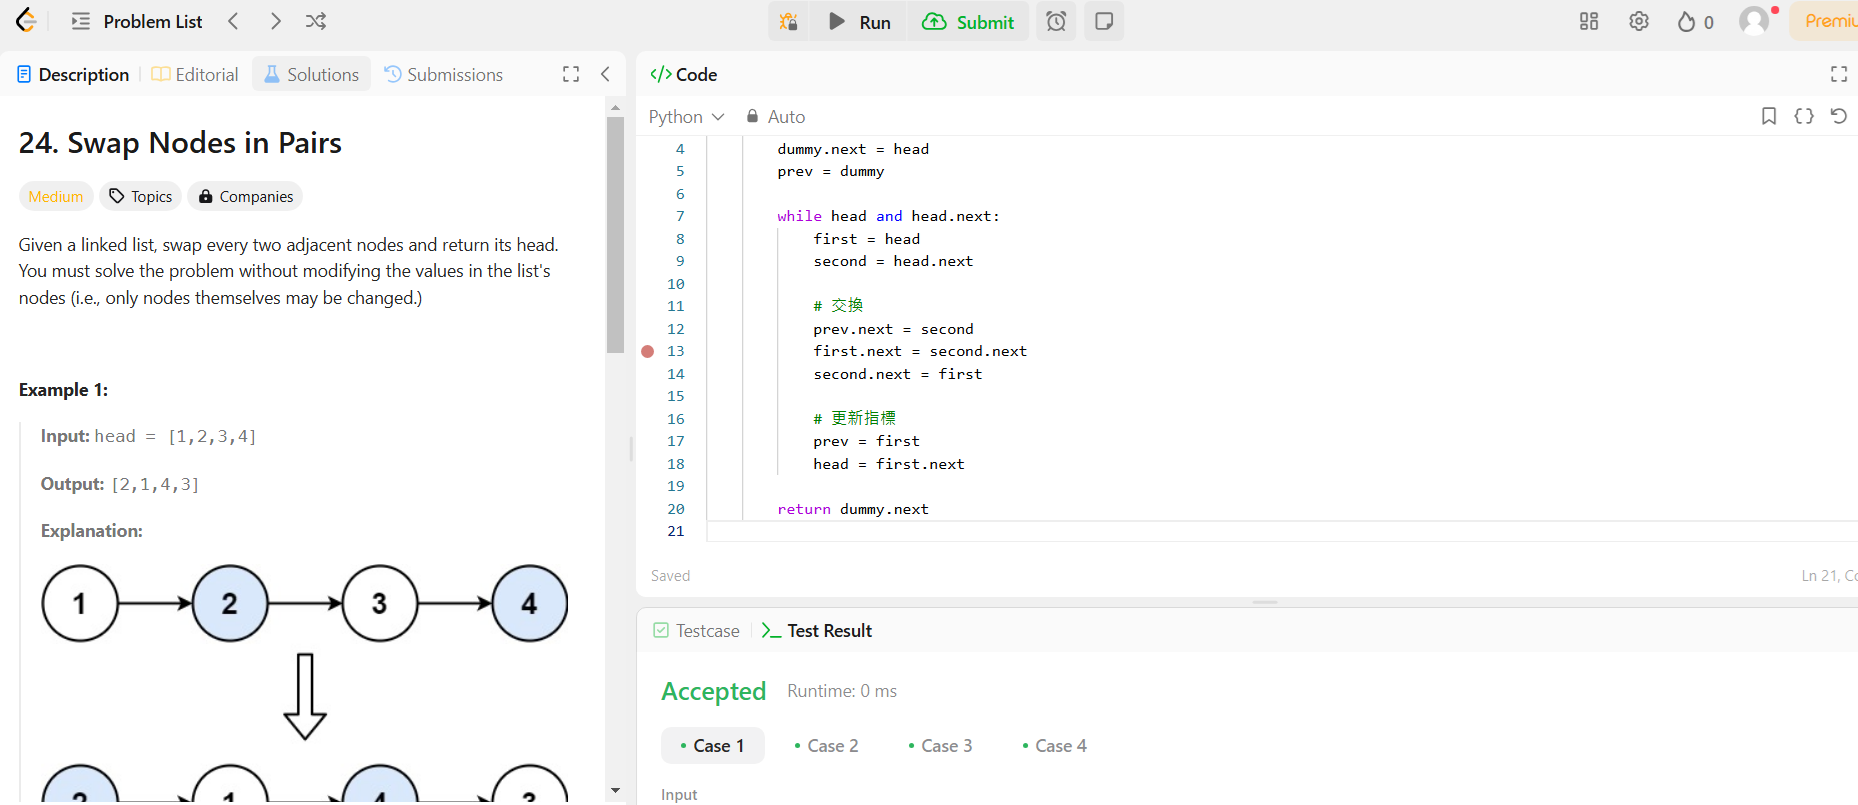 Problem List
Run
Submit
0
Premiu
Description
Editorial
Solutions
Submissions
24. Swap Nodes in Pairs
Medium
Topics
Companies
Given a linked list, swap every two adjacent nodes and return its head.
You must solve the problem without modifying the values in the list's
nodes (i.e., only nodes themselves may be changed.)
Example 1:
Input: head = [1,2,3,4]
Output: [2,1,4,3]
Explanation:
1 2 3 4
2 1 4 3
</> Code
Python
Auto
4 dummy.next = head
5 prev = dummy
6
7 while head and head.next:
8 first = head
9 second = head.next
10
11 # 交換
12 prev.next = second
13 first.next = second.next
14 second.next = first
15
16 # 更新指標
17 prev = first
18 head = first.next
19
20 return dummy.next
21
Saved
Ln 21, Co
Testcase
Test Result
Accepted Runtime: 0 ms
• Case 1 • Case 2 • Case 3 • Case 4
Input